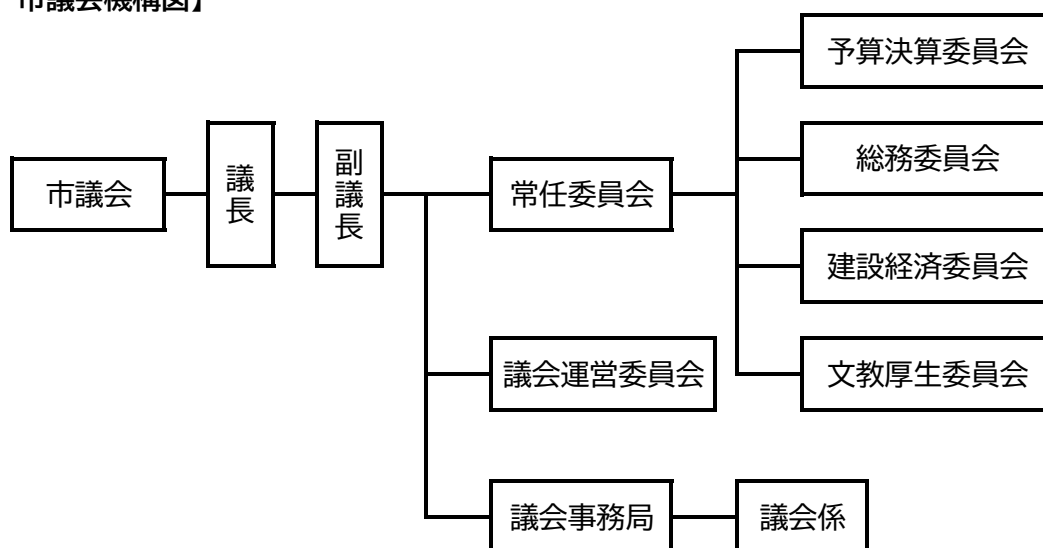 市議会機構図】
市議会
議長
副議長
常任委員会
予算決算委員会
総務委員会
建設経済委員会
文教厚生委員会
議会運営委員会
議会事務局
議会係